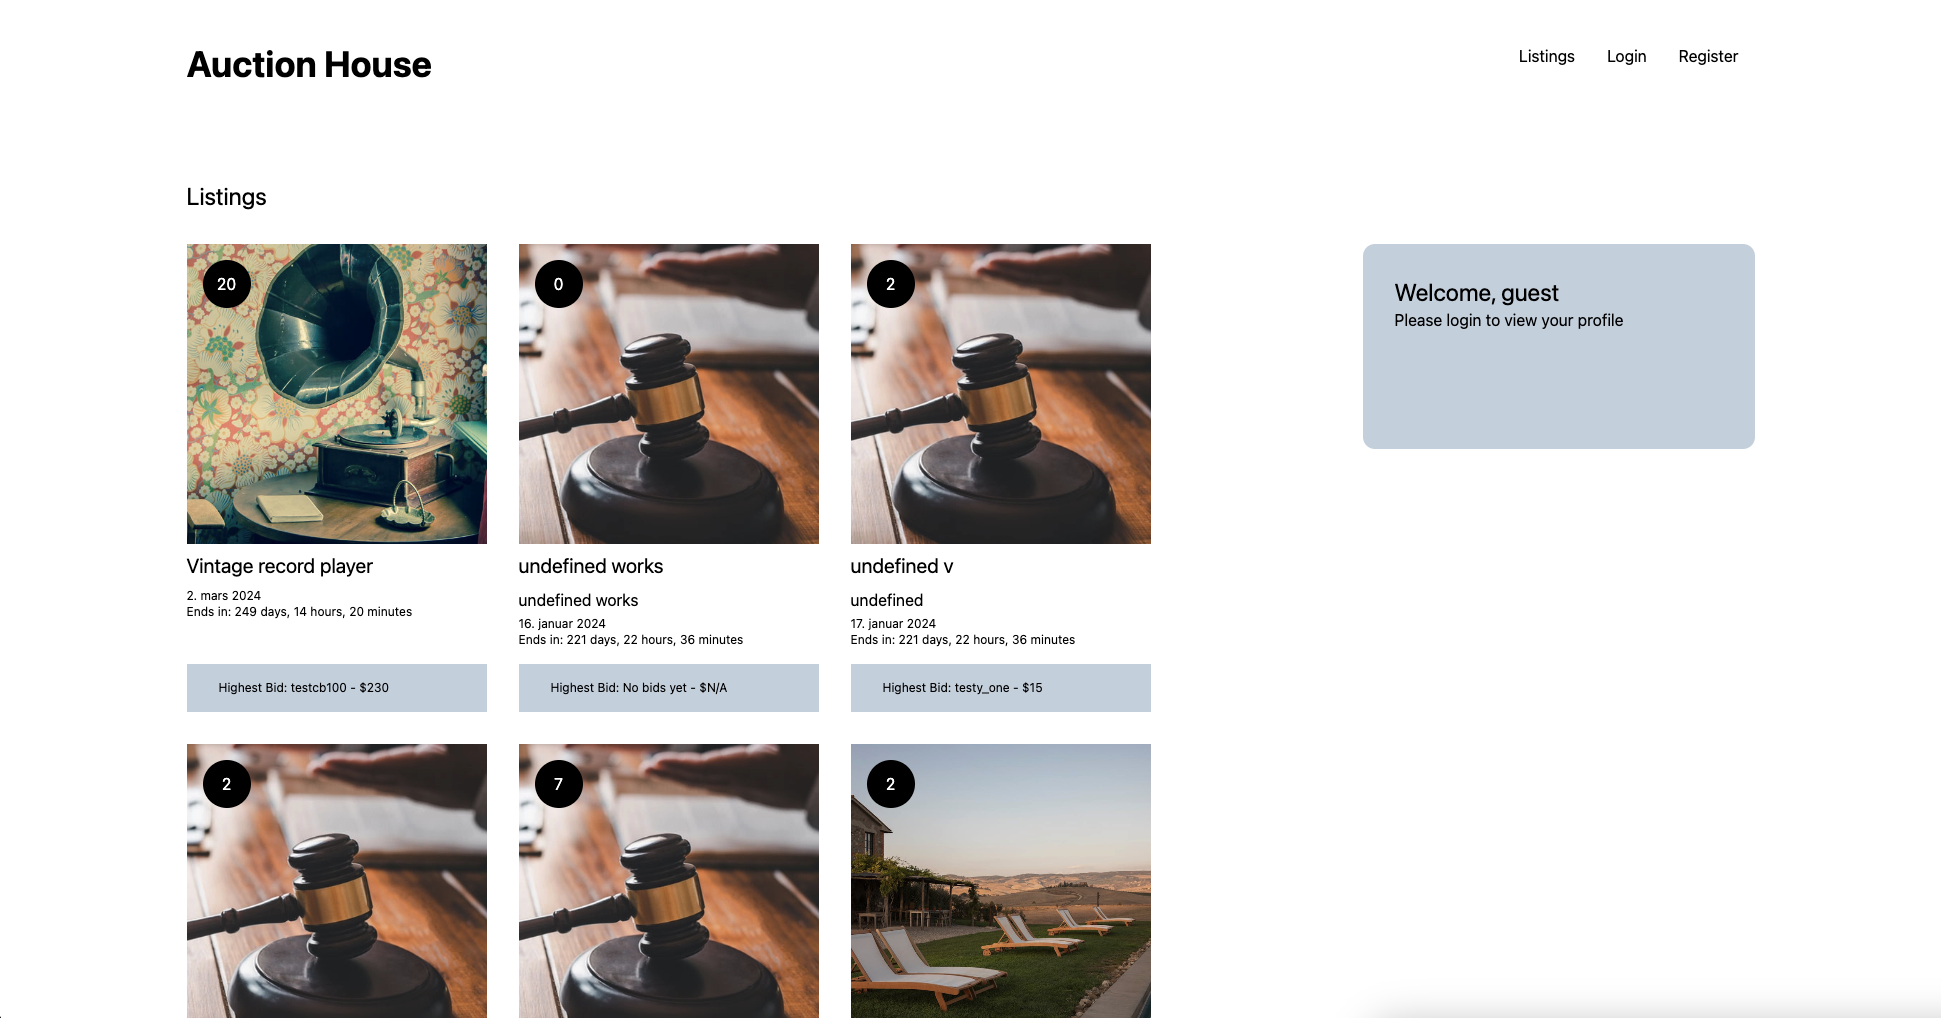 Auction House
Listings
Login
Register
Listings
20
0
2
Welcome, guest
Please login to view your profile
Vintage record player
2. mars 2024
Ends in: 249 days, 14 hours, 20 minutes
Highest Bid: testcb100 - $230
undefined works
undefined works
16. januar 2024
Ends in: 221 days, 22 hours, 36 minutes
Highest Bid: No bids yet - $N/A
undefined v
undefined
17. januar 2024
Ends in: 221 days, 22 hours, 36 minutes
Highest Bid: testy_one - $15
2
7
2